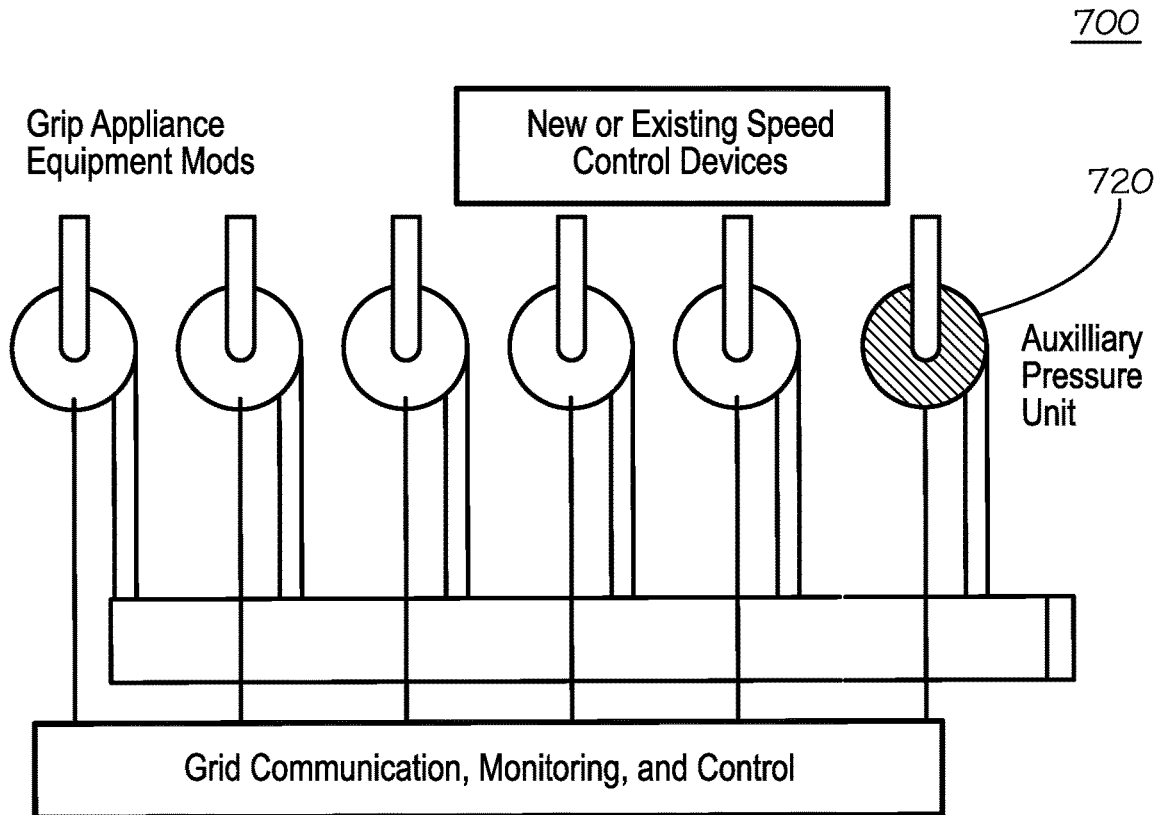 700
Grip Appliance
Equipment Mods
New or Existing Speed
Control Devices
720
Auxilliary
Pressure
Unit
Grid Communication, Monitoring, and Control